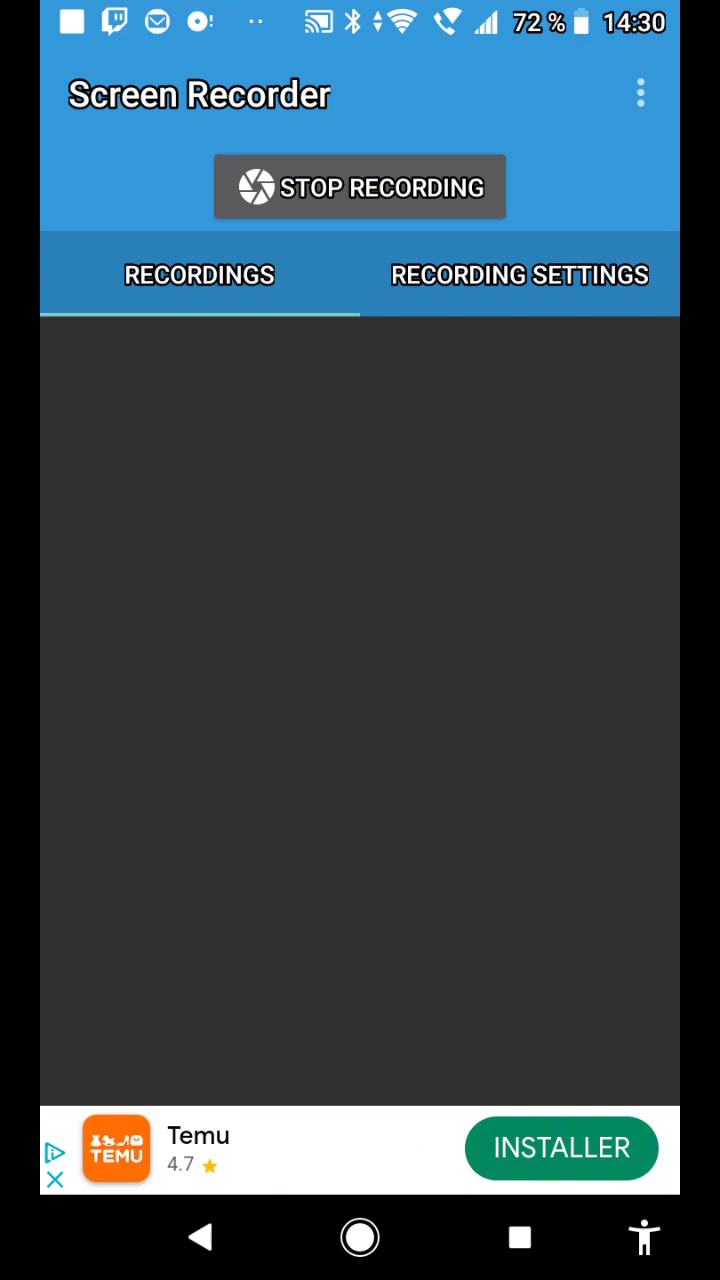 72 % 14:30
Screen Recorder
STOP RECORDING
RECORDINGS RECORDING SETTINGS
TEMU
Temu
4.7
INSTALLER